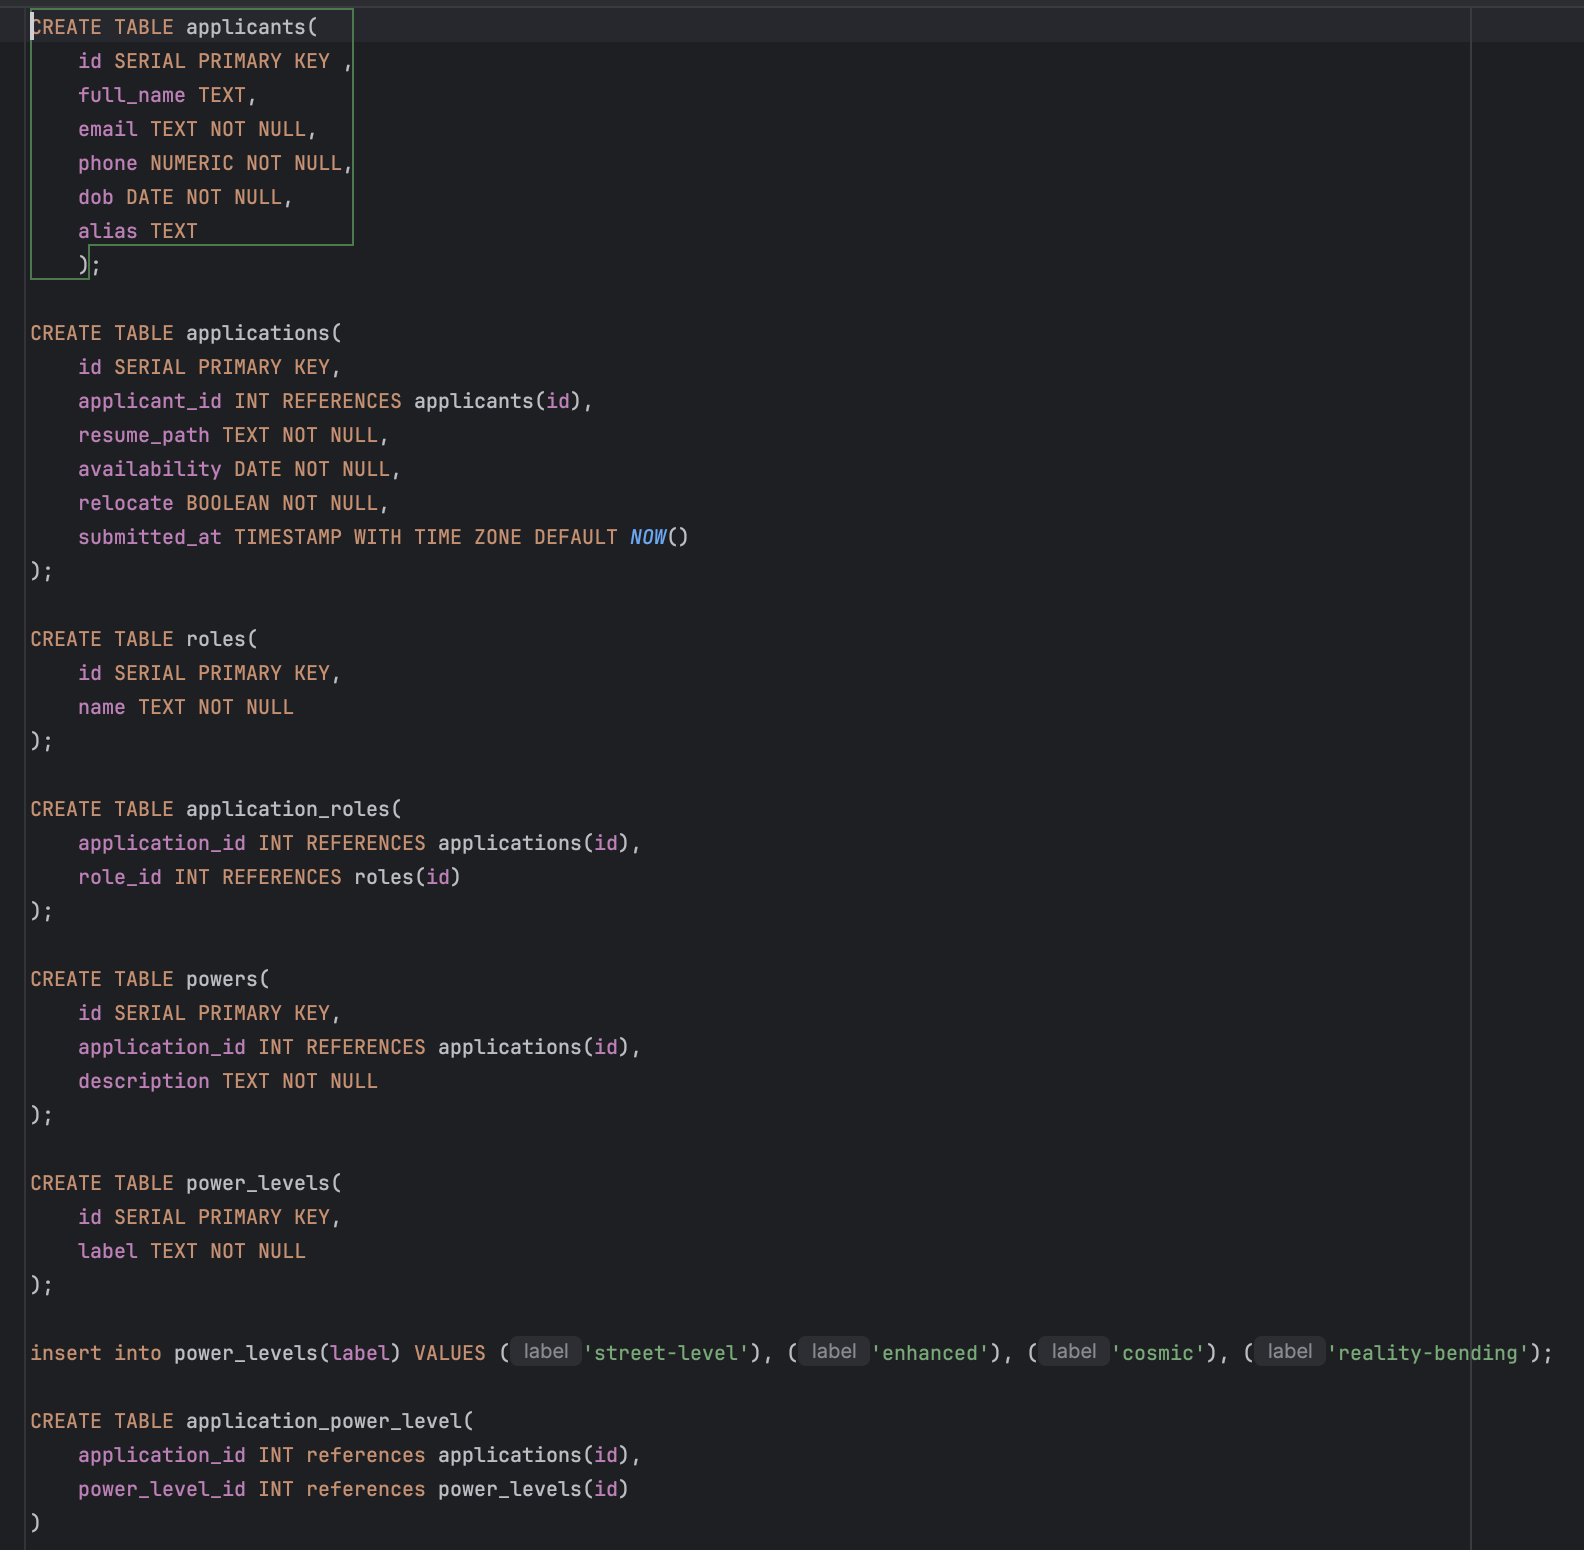 CREATE TABLE applicants(
    id SERIAL PRIMARY KEY ,
    full_name TEXT,
    email TEXT NOT NULL,
    phone NUMERIC NOT NULL,
    dob DATE NOT NULL,
    alias TEXT
    );

CREATE TABLE applications(
    id SERIAL PRIMARY KEY,
    applicant_id INT REFERENCES applicants(id),
    resume_path TEXT NOT NULL,
    availability DATE NOT NULL,
    relocate BOOLEAN NOT NULL,
    submitted_at TIMESTAMP WITH TIME ZONE DEFAULT NOW()
);

CREATE TABLE roles(
    id SERIAL PRIMARY KEY,
    name TEXT NOT NULL
);

CREATE TABLE application_roles(
    application_id INT REFERENCES applications(id),
    role_id INT REFERENCES roles(id)
);

CREATE TABLE powers(
    id SERIAL PRIMARY KEY,
    application_id INT REFERENCES applications(id),
    description TEXT NOT NULL
);

CREATE TABLE power_levels(
    id SERIAL PRIMARY KEY,
    label TEXT NOT NULL
);

insert into power_levels(label) VALUES ( label 'street-level'), ( label 'enhanced'), ( label 'cosmic'), ( label 'reality-bending');

CREATE TABLE application_power_level(
    application_id INT references applications(id),
    power_level_id INT references power_levels(id)
)